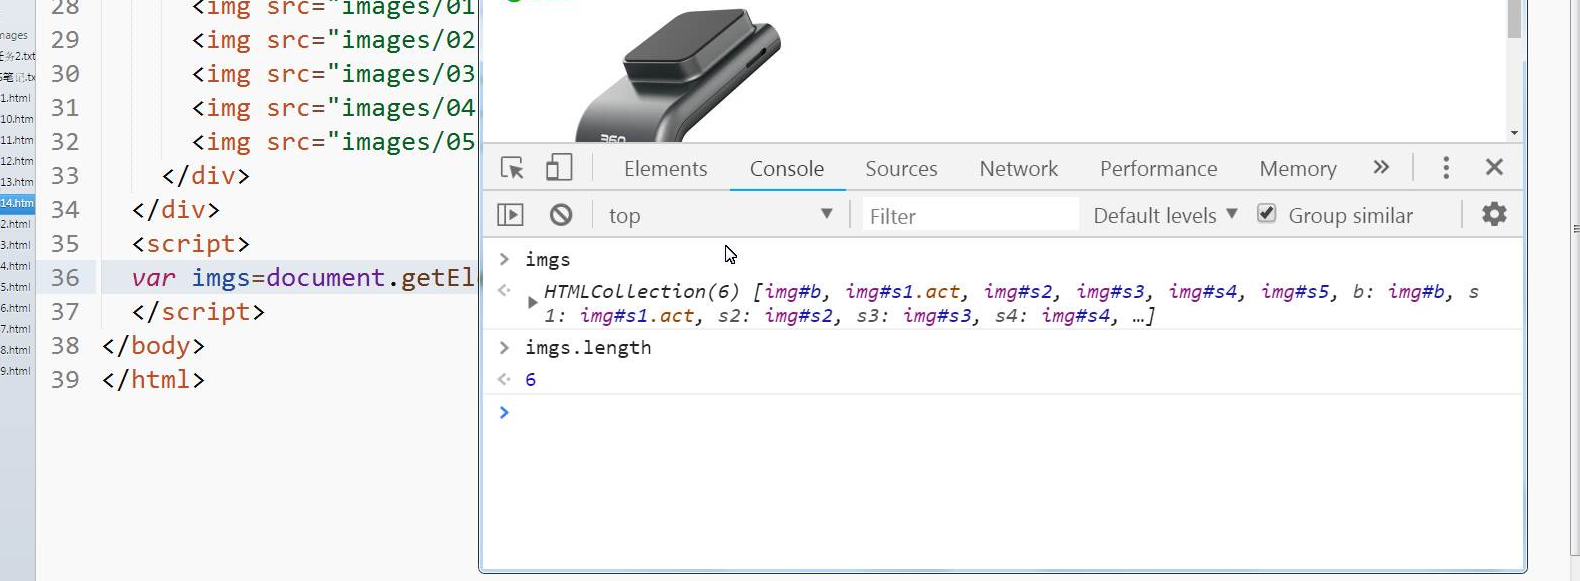 mages
任务2.txt
笔记.tx
1.html
10.htm
11.htm
12.htm
13.htm
14.htm
2.html
3.html
4.html
5.html
6.html
7.html
8.html
9.html
28 <img src="images/01
29 <img src="images/02
30 <img src="images/03
31 <img src="images/04
32 <img src="images/05
33 </div>
34 </div>
35 <script>
36 var imgs=document.getEl
37 </script>
38 </body>
39 </html>
360
Elements Console Sources Network Performance Memory »
top Filter Default levels Group similar
> imgs
HTMLCollection(6) [img#b, img#s1.act, img#s2, img#s3, img#s4, img#s5, b: img#b, s
1: img#s1.act, s2: img#s2, s3: img#s3, s4: img#s4, …]
> imgs.length
6
>